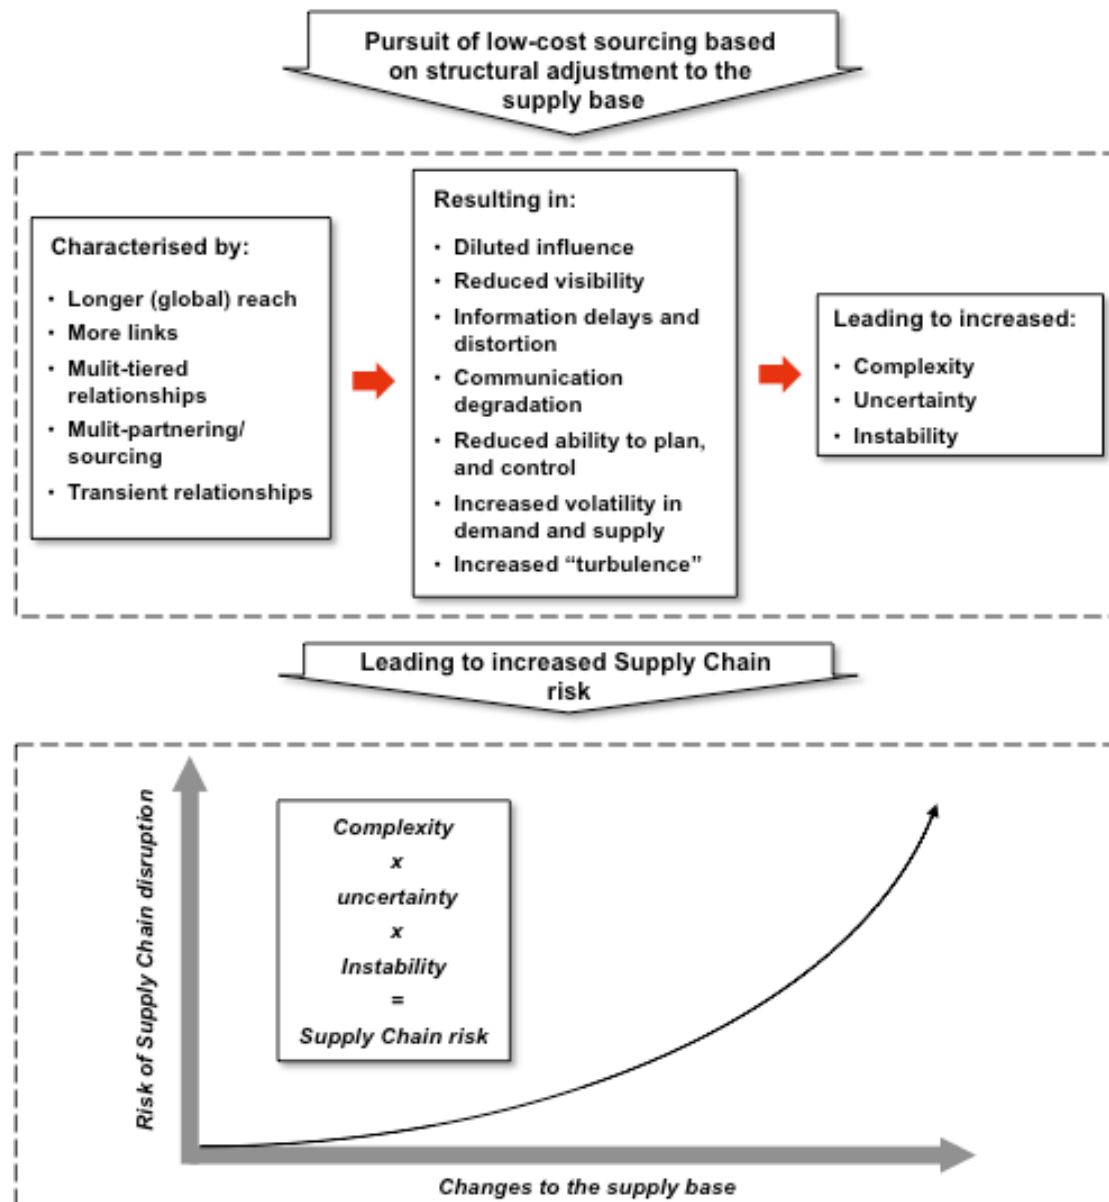 Pursuit of low-cost sourcing based
on structural adjustment to the
supply base
Characterised by:
• Longer (global) reach
• More links
• Mulit-tiered
relationships
• Mulit-partnering/
sourcing
• Transient relationships
Resulting in:
• Diluted influence
• Reduced visibility
• Information delays and
distortion
• Communication
degradation
• Reduced ability to plan,
and control
• Increased volatility in
demand and supply
• Increased “turbulence”
Leading to increased:
• Complexity
• Uncertainty
• Instability
Leading to increased Supply Chain
risk
Risk of Supply Chain disruption
Complexity
x
uncertainty
x
Instability
=
Supply Chain risk
Changes to the supply base